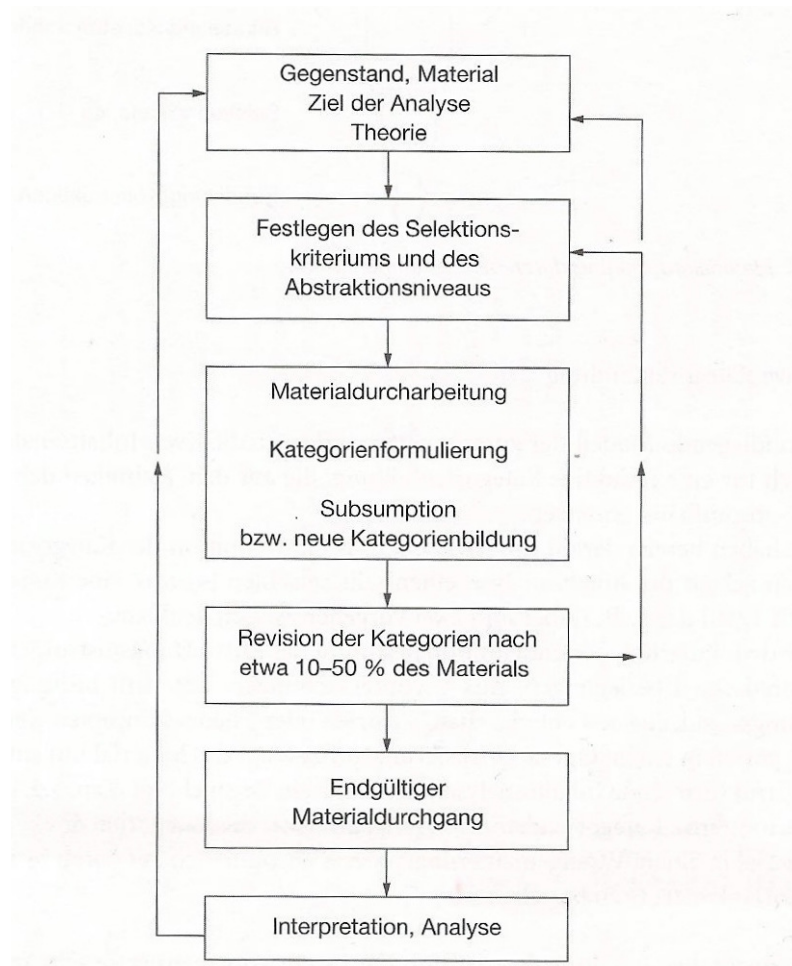 Gegenstand, Material
Ziel der Analyse
Theorie
Festlegen des Selektions-
kriteriums und des
Abstraktionsniveaus
Materialdurcharbeitung
Kategorienformulierung
Subsumption
bzw. neue Kategorienbildung
Revision der Kategorien nach
etwa 10–50 % des Materials
Endgültiger
Materialdurchgang
Interpretation, Analyse